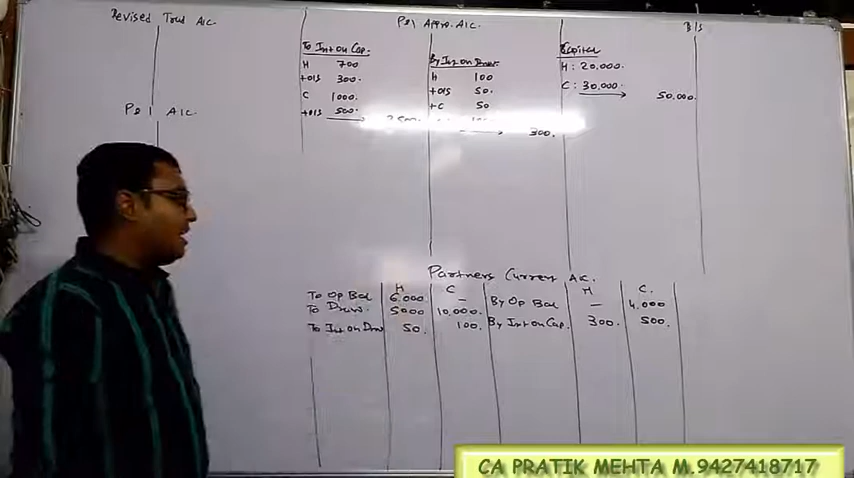 Revised Trad A/c.
P&L A/c.
P&L Appro. A/c.
To Int on Cap.
H 700
+O/S 300.
C 1000.
+O/S 500.
By Int on Draw.
H 100
+O/S 50.
+C 50
300.
B/S
Capital
H: 20,000.
C: 30,000.
50,000.
Partners Current A/c.
H C. H C.
To Op Bal 6,000. — By Op Bal — 4,000
To Draw. 5000 10,000. By Int on Cap. 300. 500.
To Int on Draw 50. 100.
CA PRATIK MEHTA M.9427418717